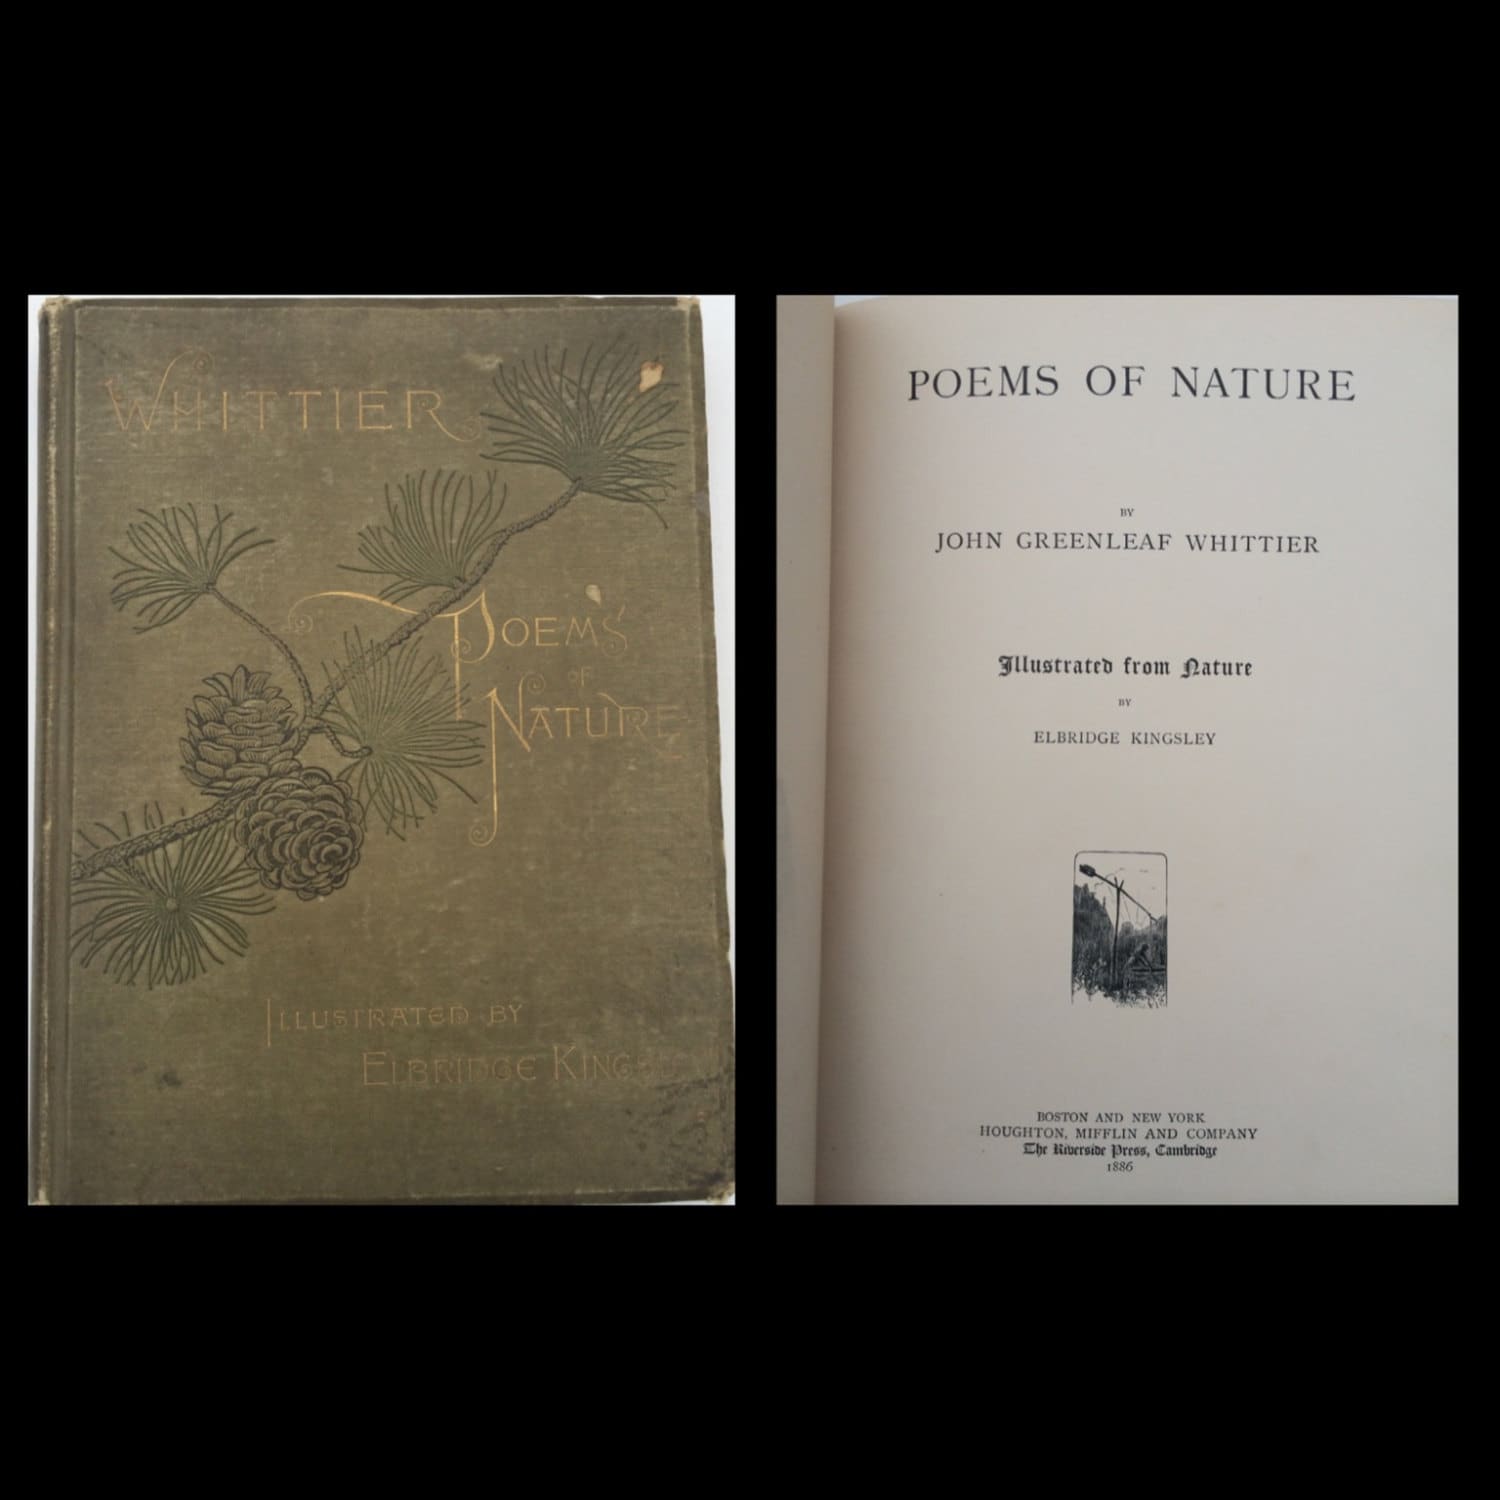 WHITTIER
POEMS
OF
NATURE
ILLUSTRATED BY
ELBRIDGE
POEMS OF NATURE
BY
JOHN GREENLEAF WHITTIER
Illustrated from Nature
BY
ELBRIDGE KINGSLEY
BOSTON AND NEW YORK
HOUGHTON, MIFFLIN AND COMPANY
The Riverside Press, Cambridge
1886